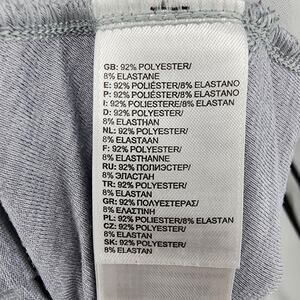 GB: 92% POLYESTER/
8% ELASTANE
E: 92% POLIÉSTER/8% ELASTANO
P: 92% POLIÉSTER/8% ELASTANO
I: 92% POLIESTERE/8% ELASTAN
D: 92% POLYESTER/
8% ELASTHAN
NL: 92% POLYESTER/
8% ELASTAAN
F: 92% POLYESTER/
8% ELASTHANNE
RU: 92% ПОЛИЭСТЕР/
8% ЭЛАСТАН
TR: 92% POLYESTER/
8% ELASTAN
GR: 92% ΠΟΛΥΕΣΤΕΡΑΣ/
8% ΕΛΑΣΤΙΝΗ
PL: 92% POLIESTER/8% ELASTAN
CZ: 92% POLYESTER/
8% ELASTAN
SK: 92% POLYESTER/
8% ELASTAN